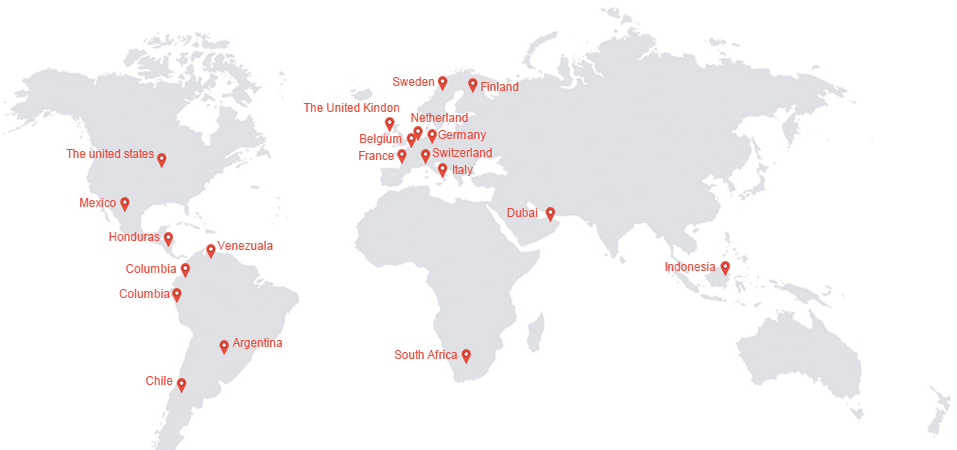 Sweden
Finland
The United Kindon
Netherland
Belgium
Germany
The united states
France
Switzerland
Italy
Mexico
Dubai
Honduras
Venezuala
Columbia
Indonesia
Columbia
Argentina
South Africa
Chile